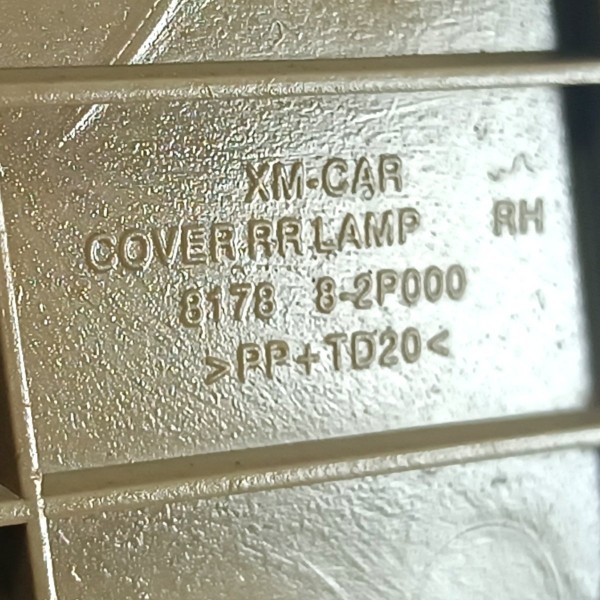 XM-CAR
COVER RR LAMP RH
8178 8-2P000
>PP+TD20<